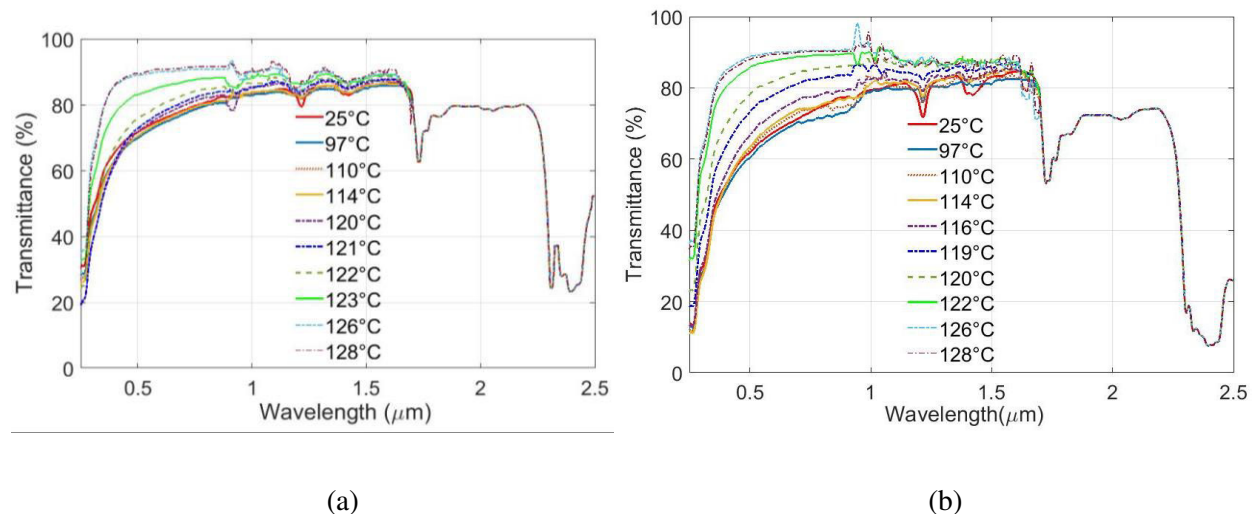 (a)
100
80
60
40
20
0
Transmittance (%)
0.5 1 1.5 2 2.5
Wavelength (μm)
25°C
97°C
110°C
114°C
120°C
121°C
122°C
123°C
126°C
128°C
(b)
100
80
60
40
20
0
Transmittance (%)
0.5 1 1.5 2 2.5
Wavelength(μm)
25°C
97°C
110°C
114°C
116°C
119°C
120°C
122°C
126°C
128°C
(a) (b)